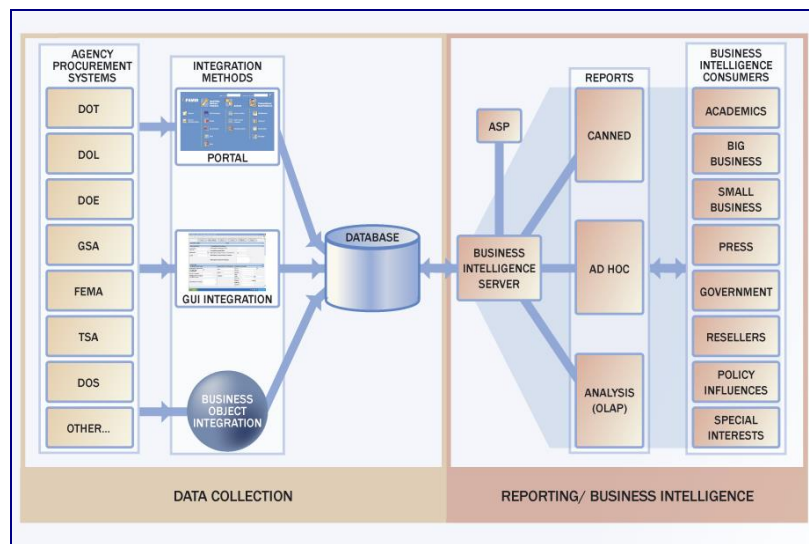 AGENCY
PROCUREMENT
SYSTEMS
DOT
DOL
DOE
GSA
FEMA
TSA
DOS
OTHER...
INTEGRATION
METHODS
PORTAL
GUI INTEGRATION
BUSINESS
OBJECT
INTEGRATION
DATABASE
DATA COLLECTION
ASP
BUSINESS
INTELLIGENCE
SERVER
REPORTS
CANNED
AD HOC
ANALYSIS
(OLAP)
BUSINESS
INTELLIGENCE
CONSUMERS
ACADEMICS
BIG
BUSINESS
SMALL
BUSINESS
PRESS
GOVERNMENT
RESELLERS
POLICY
INFLUENCES
SPECIAL
INTERESTS
REPORTING/ BUSINESS INTELLIGENCE